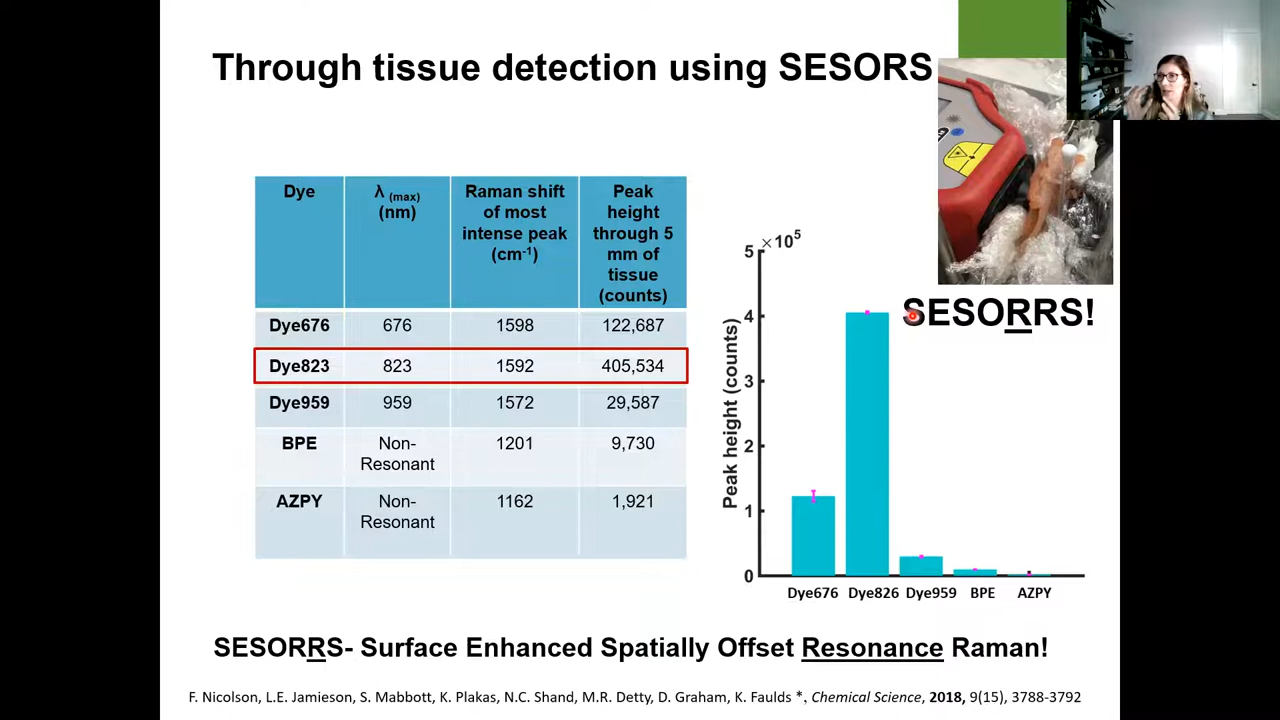 Through tissue detection using SESORS
Dye
λ (max)
(nm)
Raman shift
of most
intense peak
(cm-1)
Peak
height
through 5
mm of
tissue
(counts)
Dye676 676 1598 122,687
Dye823 823 1592 405,534
Dye959 959 1572 29,587
BPE Non-
Resonant 1201 9,730
AZPY Non-
Resonant 1162 1,921
×10⁵
5
4
3
2
1
0
Peak height (counts)
Dye676 Dye826 Dye959 BPE AZPY
SESORRS!
SESORRS- Surface Enhanced Spatially Offset Resonance Raman!
F. Nicolson, L.E. Jamieson, S. Mabbott, K. Plakas, N.C. Shand, M.R. Detty, D. Graham, K. Faulds *, Chemical Science, 2018, 9(15), 3788-3792